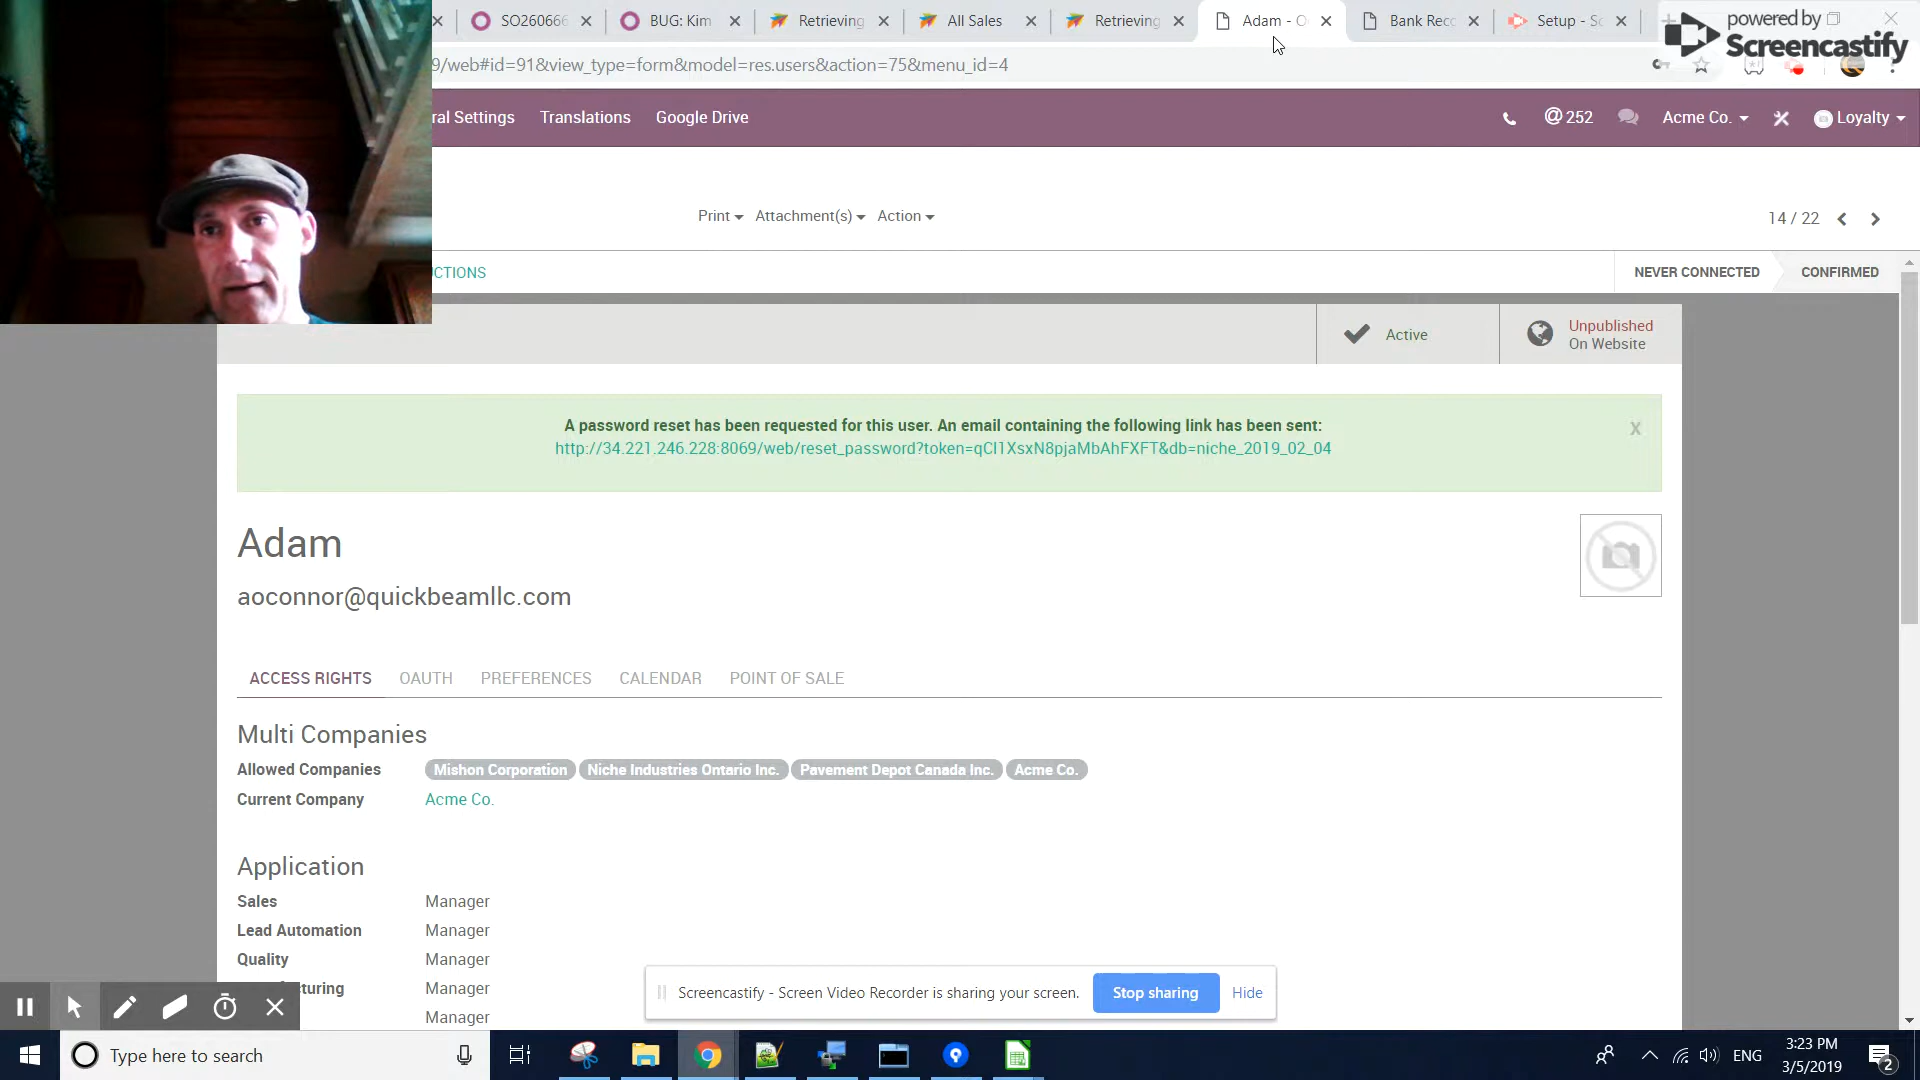 SO260666
BUG: Kim
Retrieving
All Sales
Retrieving
Adam - O
Bank Rec
Setup - Sc
powered by
Screencastify
9/web#id=91&view_type=form&model=res.users&action=75&menu_id=4
ral Settings
Translations
Google Drive
@ 252
Acme Co.
Loyalty
Print
Attachment(s)
Action
14 / 22
CTIONS
NEVER CONNECTED
CONFIRMED
Active
Unpublished
On Website
A password reset has been requested for this user. An email containing the following link has been sent:
http://34.221.246.228:8069/web/reset_password?token=qCI1XsxN8pjaMbAhFXFT&db=niche_2019_02_04
X
Adam
aoconnor@quickbeamllc.com
ACCESS RIGHTS
OAUTH
PREFERENCES
CALENDAR
POINT OF SALE
Multi Companies
Allowed Companies
Mishon Corporation
Niche Industries Ontario Inc.
Pavement Depot Canada Inc.
Acme Co.
Current Company
Acme Co.
Application
Sales
Manager
Lead Automation
Manager
Quality
Manager
turing
Manager
Manager
Screencastify - Screen Video Recorder is sharing your screen.
Stop sharing
Hide
Type here to search
ENG
3:23 PM
3/5/2019
2